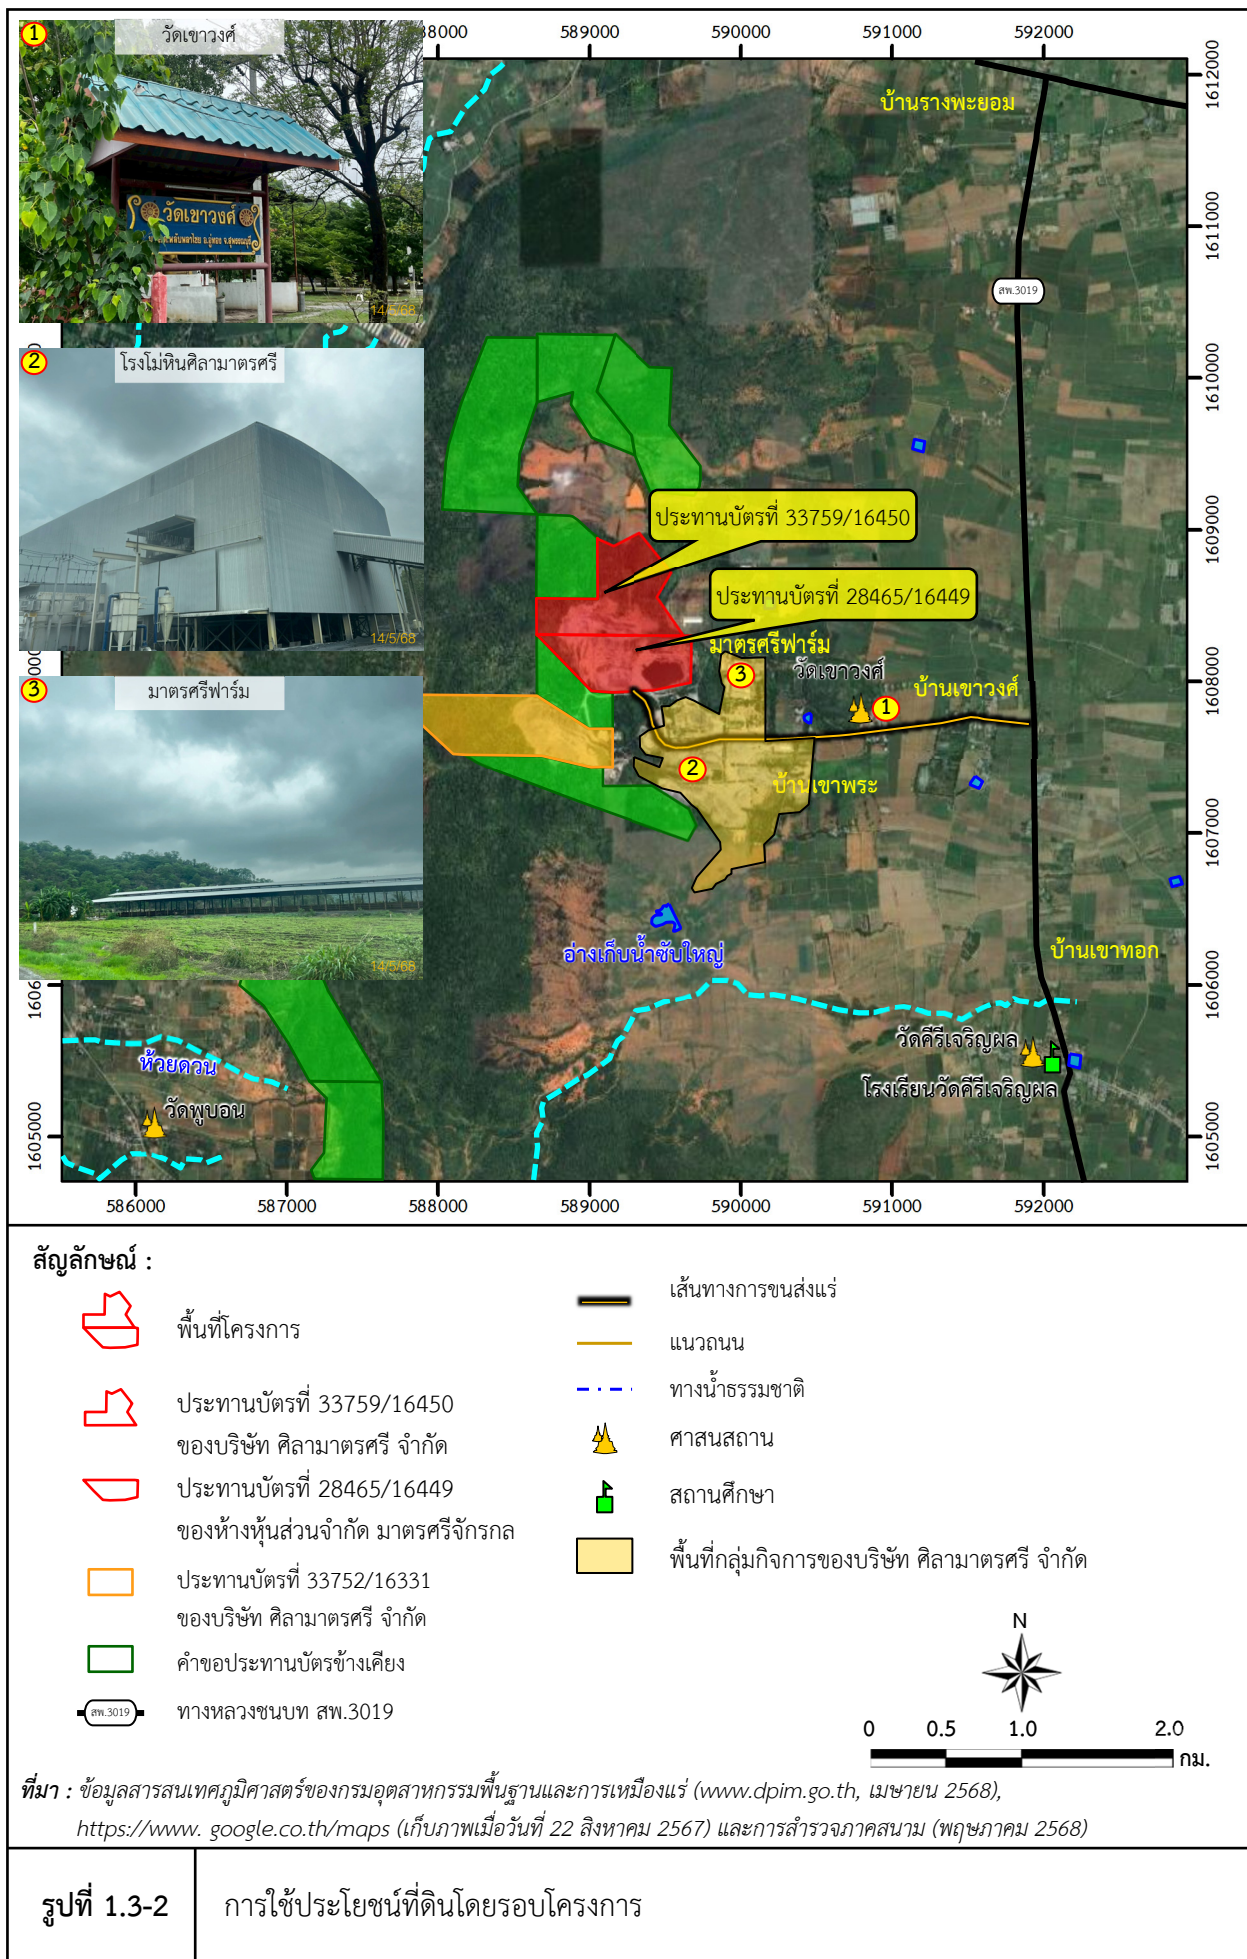 1
วัดเขาวงศ์
วัดเขาวงศ์
14/5/68
2
โรงโม่หินศิลามาตรศรี
14/5/68
3
มาตรศรีฟาร์ม
14/5/68
88000
589000
590000
591000
592000
1612000
1611000
1610000
1609000
1608000
1607000
1606000
1605000
บ้านรางพะยอม
สพ.3019
ประทานบัตรที่ 33759/16450
ประทานบัตรที่ 28465/16449
มาตรศรีฟาร์ม
3
วัดเขาวงศ์
1
บ้านเขาวงศ์
2
บ้านเขาพระ
อ่างเก็บน้ำซับใหญ่
บ้านเขาทอก
วัดคีรีเจริญผล
โรงเรียนวัดคีรีเจริญผล
ห้วยดวน
วัดพูบอน
1606
1605000
586000
587000
588000
589000
590000
591000
592000
สัญลักษณ์ :
พื้นที่โครงการ
ประทานบัตรที่ 33759/16450
ของบริษัท ศิลามาตรศรี จำกัด
ประทานบัตรที่ 28465/16449
ของห้างหุ้นส่วนจำกัด มาตรศรีจักรกล
ประทานบัตรที่ 33752/16331
ของบริษัท ศิลามาตรศรี จำกัด
คำขอประทานบัตรข้างเคียง
สพ.3019
ทางหลวงชนบท สพ.3019
เส้นทางการขนส่งแร่
แนวถนน
ทางน้ำธรรมชาติ
ศาสนสถาน
สถานศึกษา
พื้นที่กลุ่มกิจการของบริษัท ศิลามาตรศรี จำกัด
N
0 0.5 1.0 2.0
กม.
ที่มา : ข้อมูลสารสนเทศภูมิศาสตร์ของกรมอุตสาหกรรมพื้นฐานและการเหมืองแร่ (www.dpim.go.th, เมษายน 2568),
https://www. google.co.th/maps (เก็บภาพเมื่อวันที่ 22 สิงหาคม 2567) และการสำรวจภาคสนาม (พฤษภาคม 2568)
รูปที่ 1.3-2
การใช้ประโยชน์ที่ดินโดยรอบโครงการ